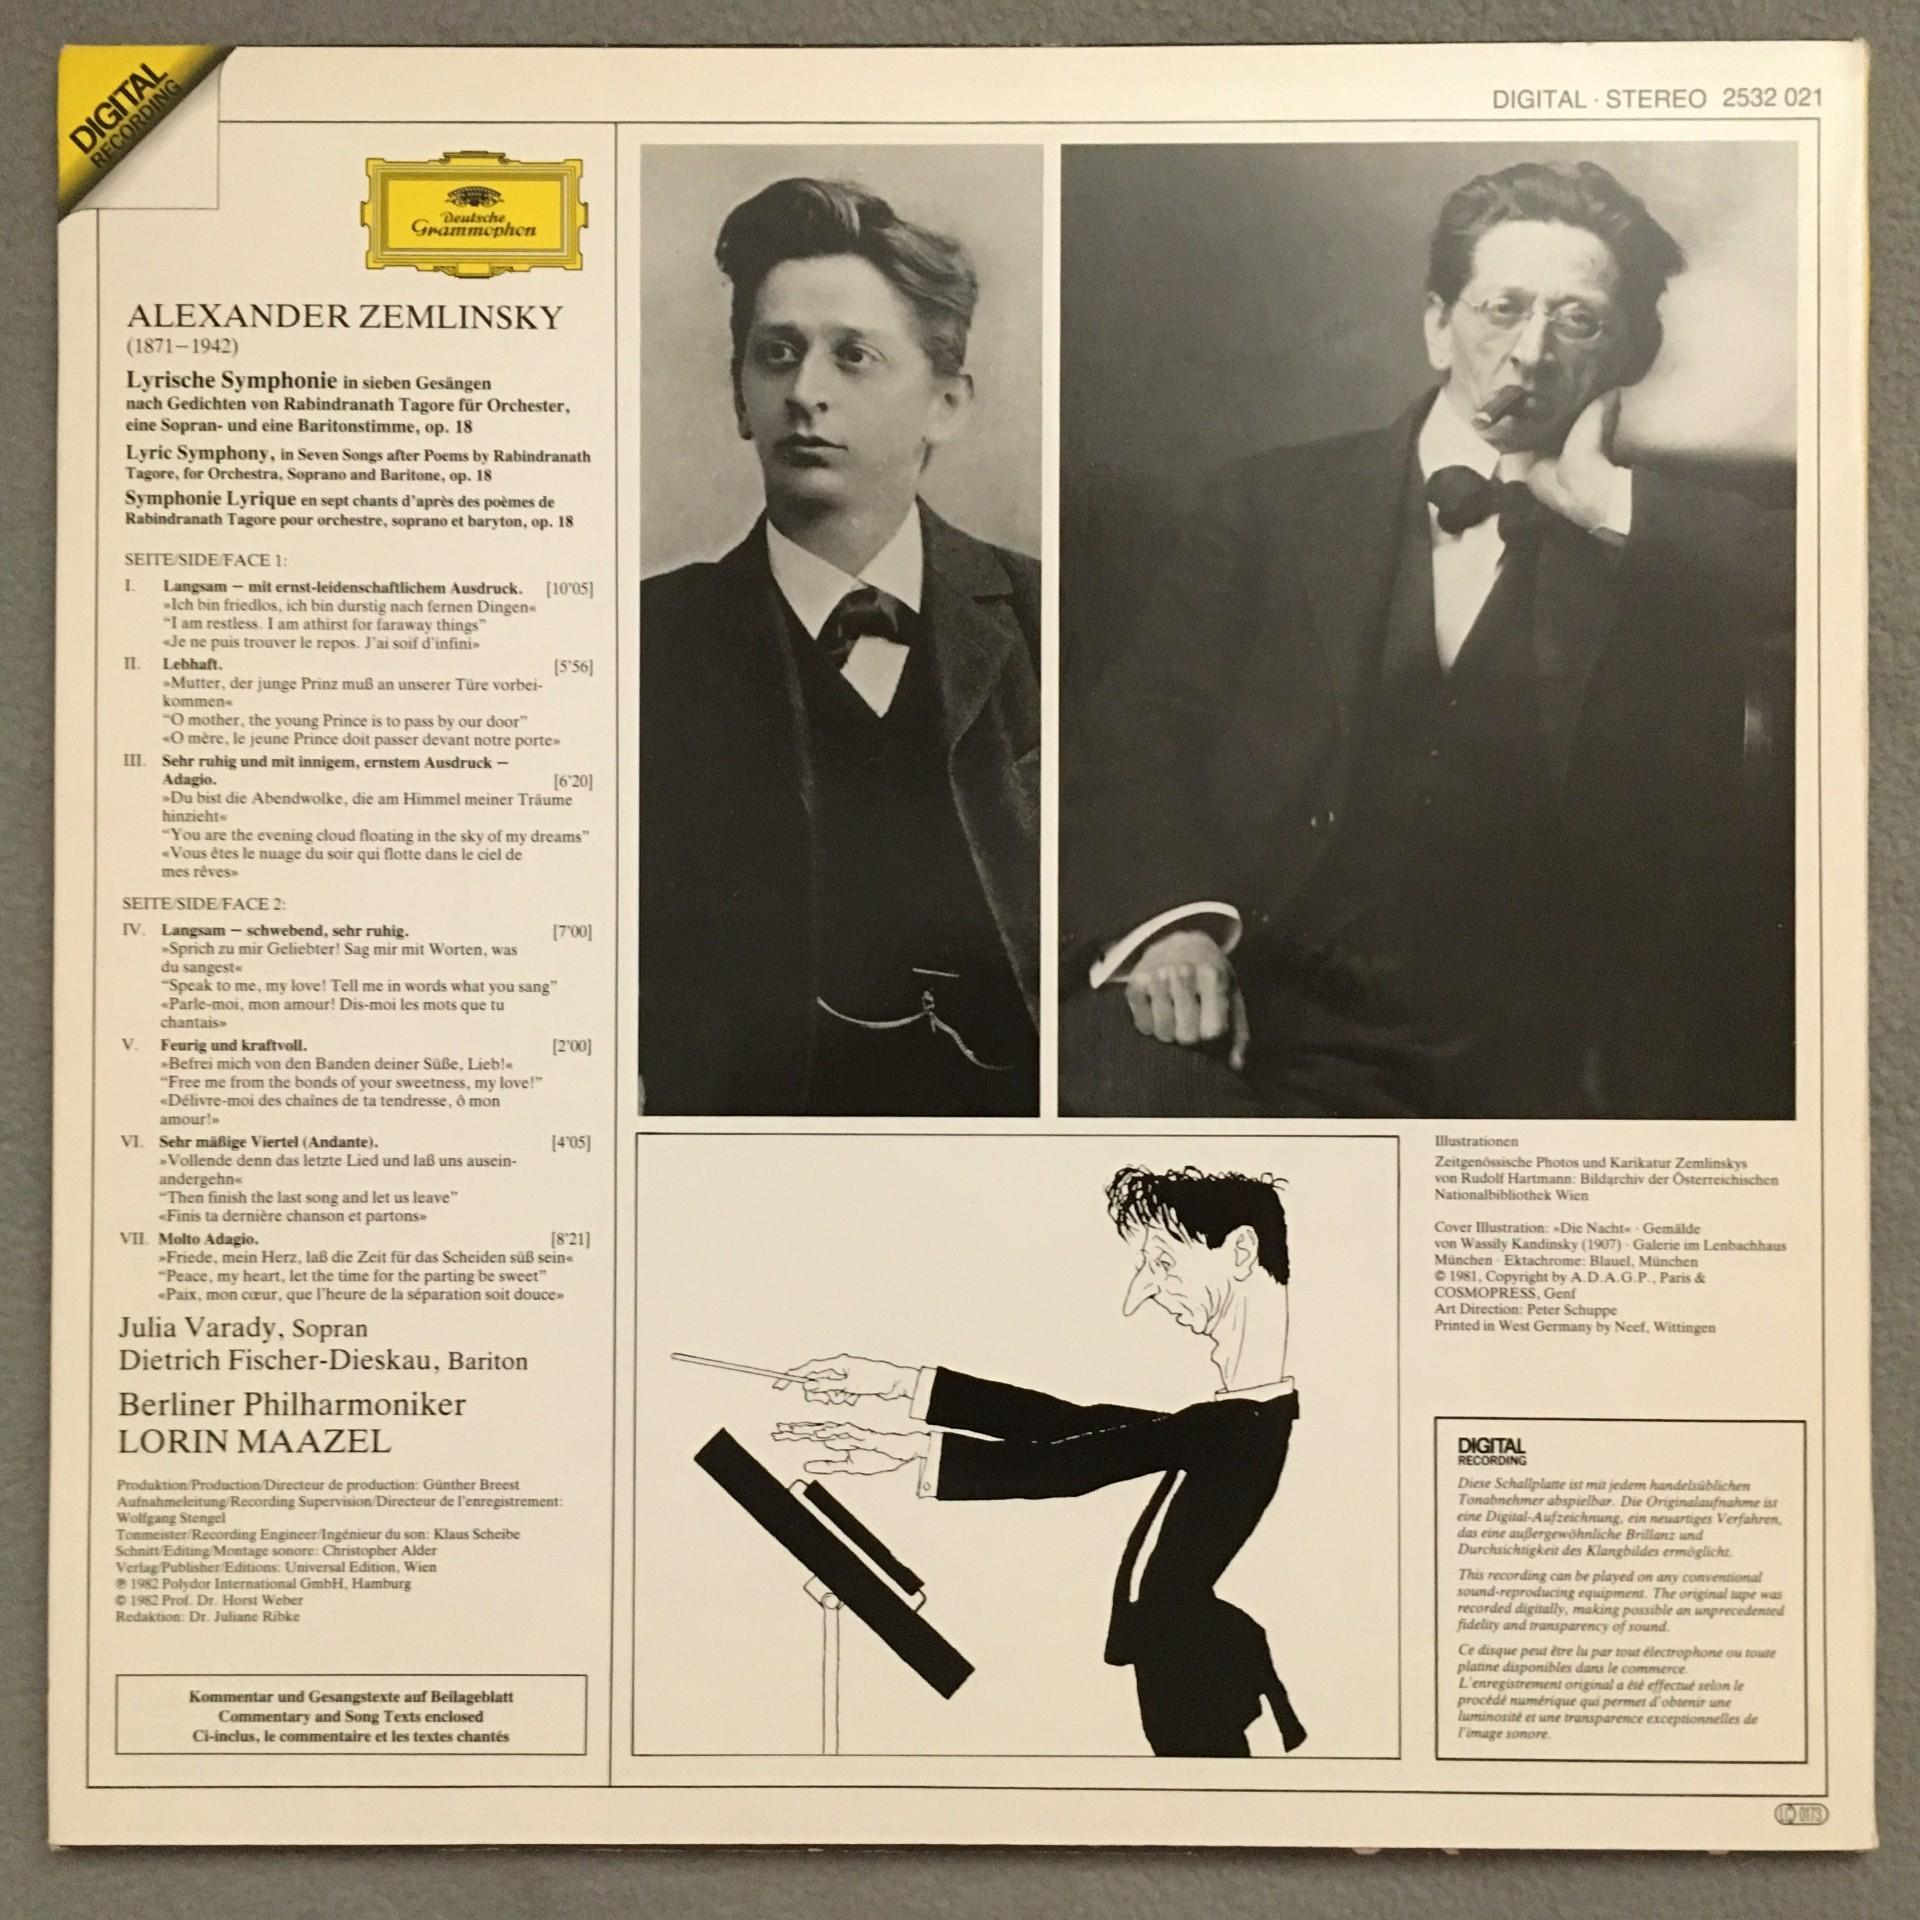 DIGITAL
RECORDING
DIGITAL · STEREO 2532 021
Deutsche
Grammophon
ALEXANDER ZEMLINSKY
(1871–1942)
Lyrische Symphonie in sieben Gesängen
nach Gedichten von Rabindranath Tagore für Orchester,
eine Sopran- und eine Baritonstimme, op. 18
Lyric Symphony, in Seven Songs after Poems by Rabindranath
Tagore, for Orchestra, Soprano and Baritone, op. 18
Symphonie Lyrique en sept chants d'après des poèmes de
Rabindranath Tagore pour orchestre, soprano et baryton, op. 18
SEITE/SIDE/FACE 1:
I. Langsam – mit ernst-leidenschaftlichem Ausdruck. [10'05]
»Ich bin friedlos, ich bin durstig nach fernen Dingen«
“I am restless. I am athirst for faraway things”
«Je ne puis trouver le repos. J'ai soif d'infini»
II. Lebhaft. [5'56]
»Mutter, der junge Prinz muß an unserer Türe vorbei-
kommen«
“O mother, the young Prince is to pass by our door”
«O mère, le jeune Prince doit passer devant notre porte»
III. Sehr ruhig und mit innigem, ernstem Ausdruck –
Adagio. [6'20]
»Du bist die Abendwolke, die am Himmel meiner Träume
hinzieht«
“You are the evening cloud floating in the sky of my dreams”
«Vous êtes le nuage du soir qui flotte dans le ciel de
mes rêves»
SEITE/SIDE/FACE 2:
IV. Langsam – schwebend, sehr ruhig. [7'00]
»Sprich zu mir Geliebter! Sag mir mit Worten, was
du sangest«
“Speak to me, my love! Tell me in words what you sang”
«Parle-moi, mon amour! Dis-moi les mots que tu
chantais»
V. Feurig und kraftvoll. [2'00]
»Befrei mich von den Banden deiner Süße, Lieb!«
“Free me from the bonds of your sweetness, my love!”
«Délivre-moi des chaînes de ta tendresse, ô mon
amour!»
VI. Sehr mäßige Viertel (Andante). [4'05]
»Vollende denn das letzte Lied und laß uns ausein-
andergehn«
“Then finish the last song and let us leave”
«Finis ta dernière chanson et partons»
VII. Molto Adagio. [8'21]
»Friede, mein Herz, laß die Zeit für das Scheiden süß sein«
“Peace, my heart, let the time for the parting be sweet”
«Paix, mon cœur, que l'heure de la séparation soit douce»
Julia Varady, Sopran
Dietrich Fischer-Dieskau, Bariton
Berliner Philharmoniker
LORIN MAAZEL
Produktion/Production/Directeur de production: Günther Breest
Aufnahmeleitung/Recording Supervision/Directeur de l'enregistrement:
Wolfgang Stengel
Tonmeister/Recording Engineer/Ingénieur du son: Klaus Scheibe
Schnitt/Editing/Montage sonore: Christopher Alder
Verlag/Publisher/Editions: Universal Edition, Wien
℗ 1982 Polydor International GmbH, Hamburg
© 1982 Prof. Dr. Horst Weber
Redaktion: Dr. Juliane Ribke
Kommentar und Gesangstexte auf Beilageblatt
Commentary and Song Texts enclosed
Ci-inclus, le commentaire et les textes chantés
Illustrationen
Zeitgenössische Photos und Karikatur Zemlinskys
von Rudolf Hartmann: Bildarchiv der Österreichischen
Nationalbibliothek Wien
Cover Illustration: »Die Nacht« · Gemälde
von Wassily Kandinsky (1907) · Galerie im Lenbachhaus
München · Ektachrome: Blauel, München
© 1981, Copyright by A.D.A.G.P., Paris &
COSMOPRESS, Genf
Art Direction: Peter Schuppe
Printed in West Germany by Neef, Wittingen
DIGITAL
RECORDING
Diese Schallplatte ist mit jedem handelsüblichen
Tonabnehmer abspielbar. Die Originalaufnahme ist
eine Digital-Aufzeichnung, ein neuartiges Verfahren,
das eine außergewöhnliche Brillanz und
Durchsichtigkeit des Klangbildes ermöglicht.
This recording can be played on any conventional
sound-reproducing equipment. The original tape was
recorded digitally, making possible an unprecedented
fidelity and transparency of sound.
Ce disque peut être lu par tout électrophone ou toute
platine disponibles dans le commerce.
L'enregistrement original a été effectué selon le
procédé numérique qui permet d'obtenir une
luminosité et une transparence exceptionnelles de
l'image sonore.
LC 0173